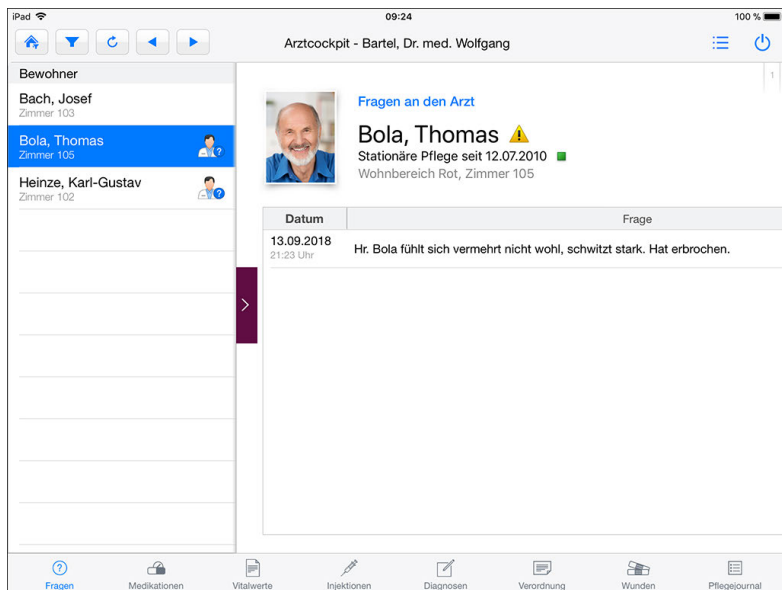 iPad 09:24 100 %
Arztcockpit - Bartel, Dr. med. Wolfgang
Bewohner
Bach, Josef
Zimmer 103
Bola, Thomas
Zimmer 105
Heinze, Karl-Gustav
Zimmer 102
1
Fragen an den Arzt
Bola, Thomas
Stationäre Pflege seit 12.07.2010
Wohnbereich Rot, Zimmer 105
Datum Frage
13.09.2018
21:23 Uhr
Hr. Bola fühlt sich vermehrt nicht wohl, schwitzt stark. Hat erbrochen.
Fragen Medikationen Vitalwerte Injektionen Diagnosen Verordnung Wunden Pflegejournal